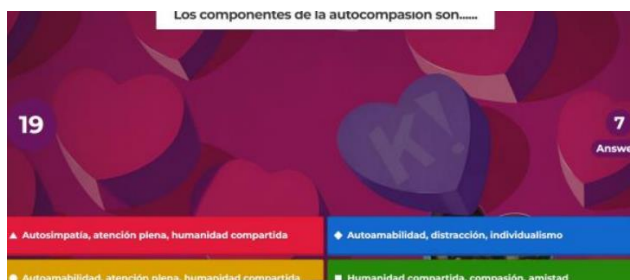 Los componentes de la autocompasión son......
19
7
Answe
K!
▲ Autosimpatía, atención plena, humanidad compartida
◆ Autoamabilidad, distracción, individualismo
● Autoamabilidad, atención plena, humanidad compartida
■ Humanidad compartida, compasión, amistad